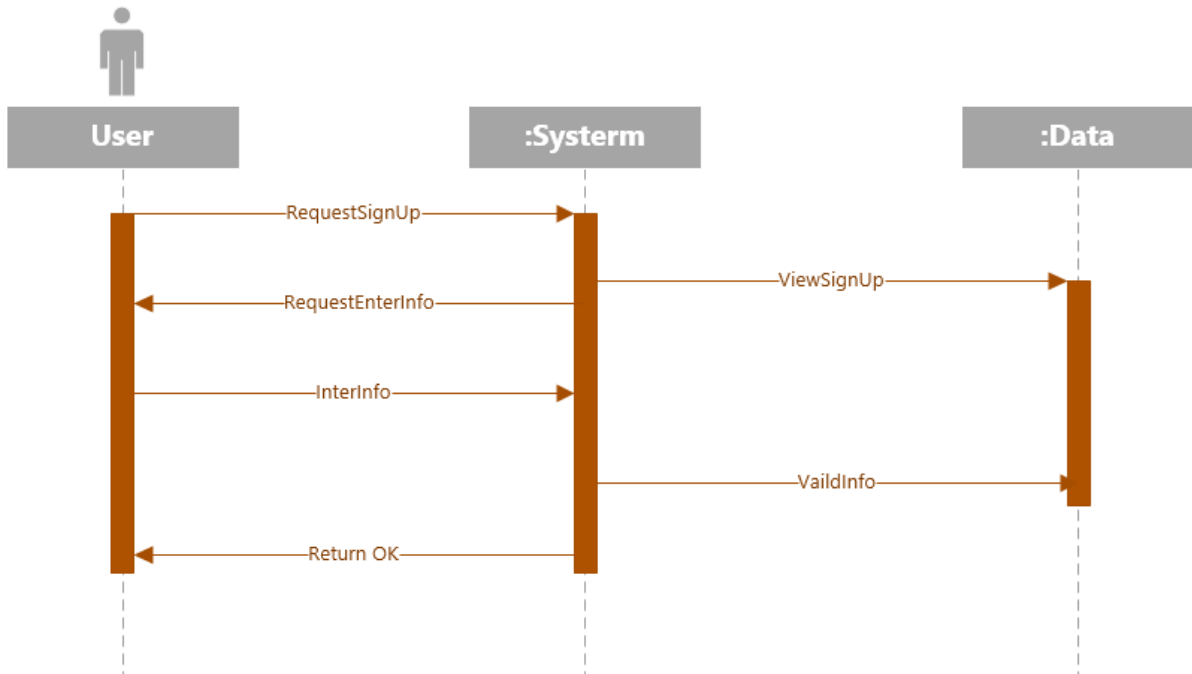 User
:Systerm
:Data
RequestSignUp
ViewSignUp
RequestEnterInfo
InterInfo
VaildInfo
Return OK